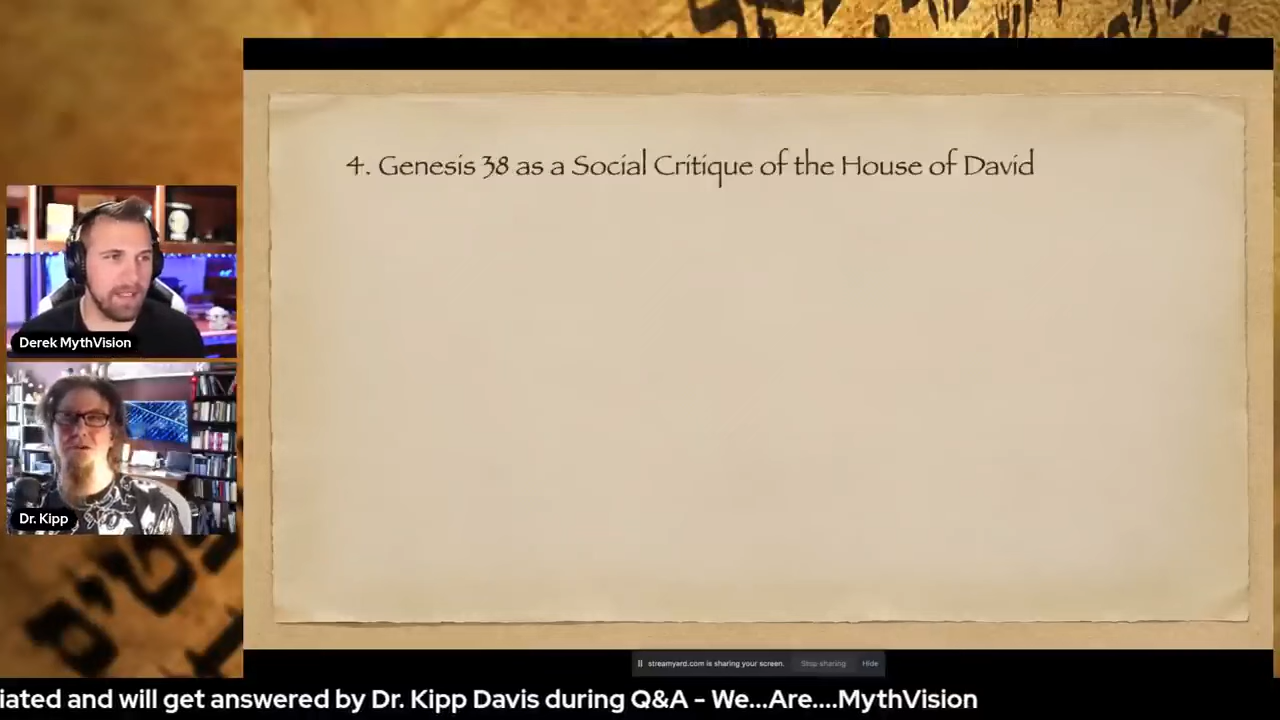 4. Genesis 38 as a Social Critique of the House of David
Derek MythVision
Dr. Kipp
streamyard.com is sharing your screen. Stop sharing Hide
iated and will get answered by Dr. Kipp Davis during Q&A - We...Are....MythVision